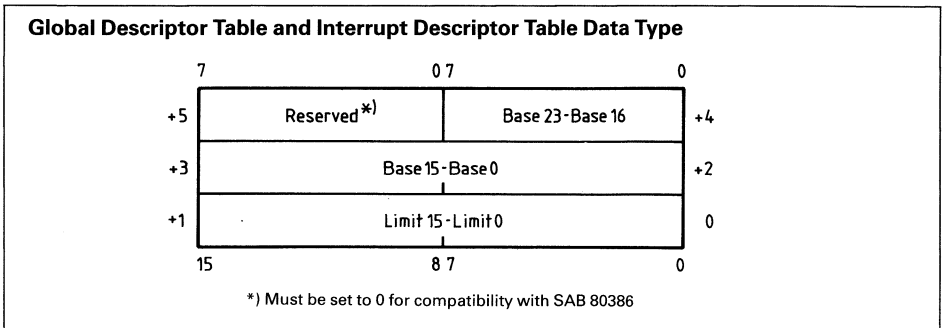 Global Descriptor Table and Interrupt Descriptor Table Data Type
7 0 7 0
+5 Reserved*) Base 23-Base 16 +4
+3 Base 15-Base 0 +2
+1 Limit 15-Limit 0 0
15 8 7 0
*) Must be set to 0 for compatibility with SAB 80386